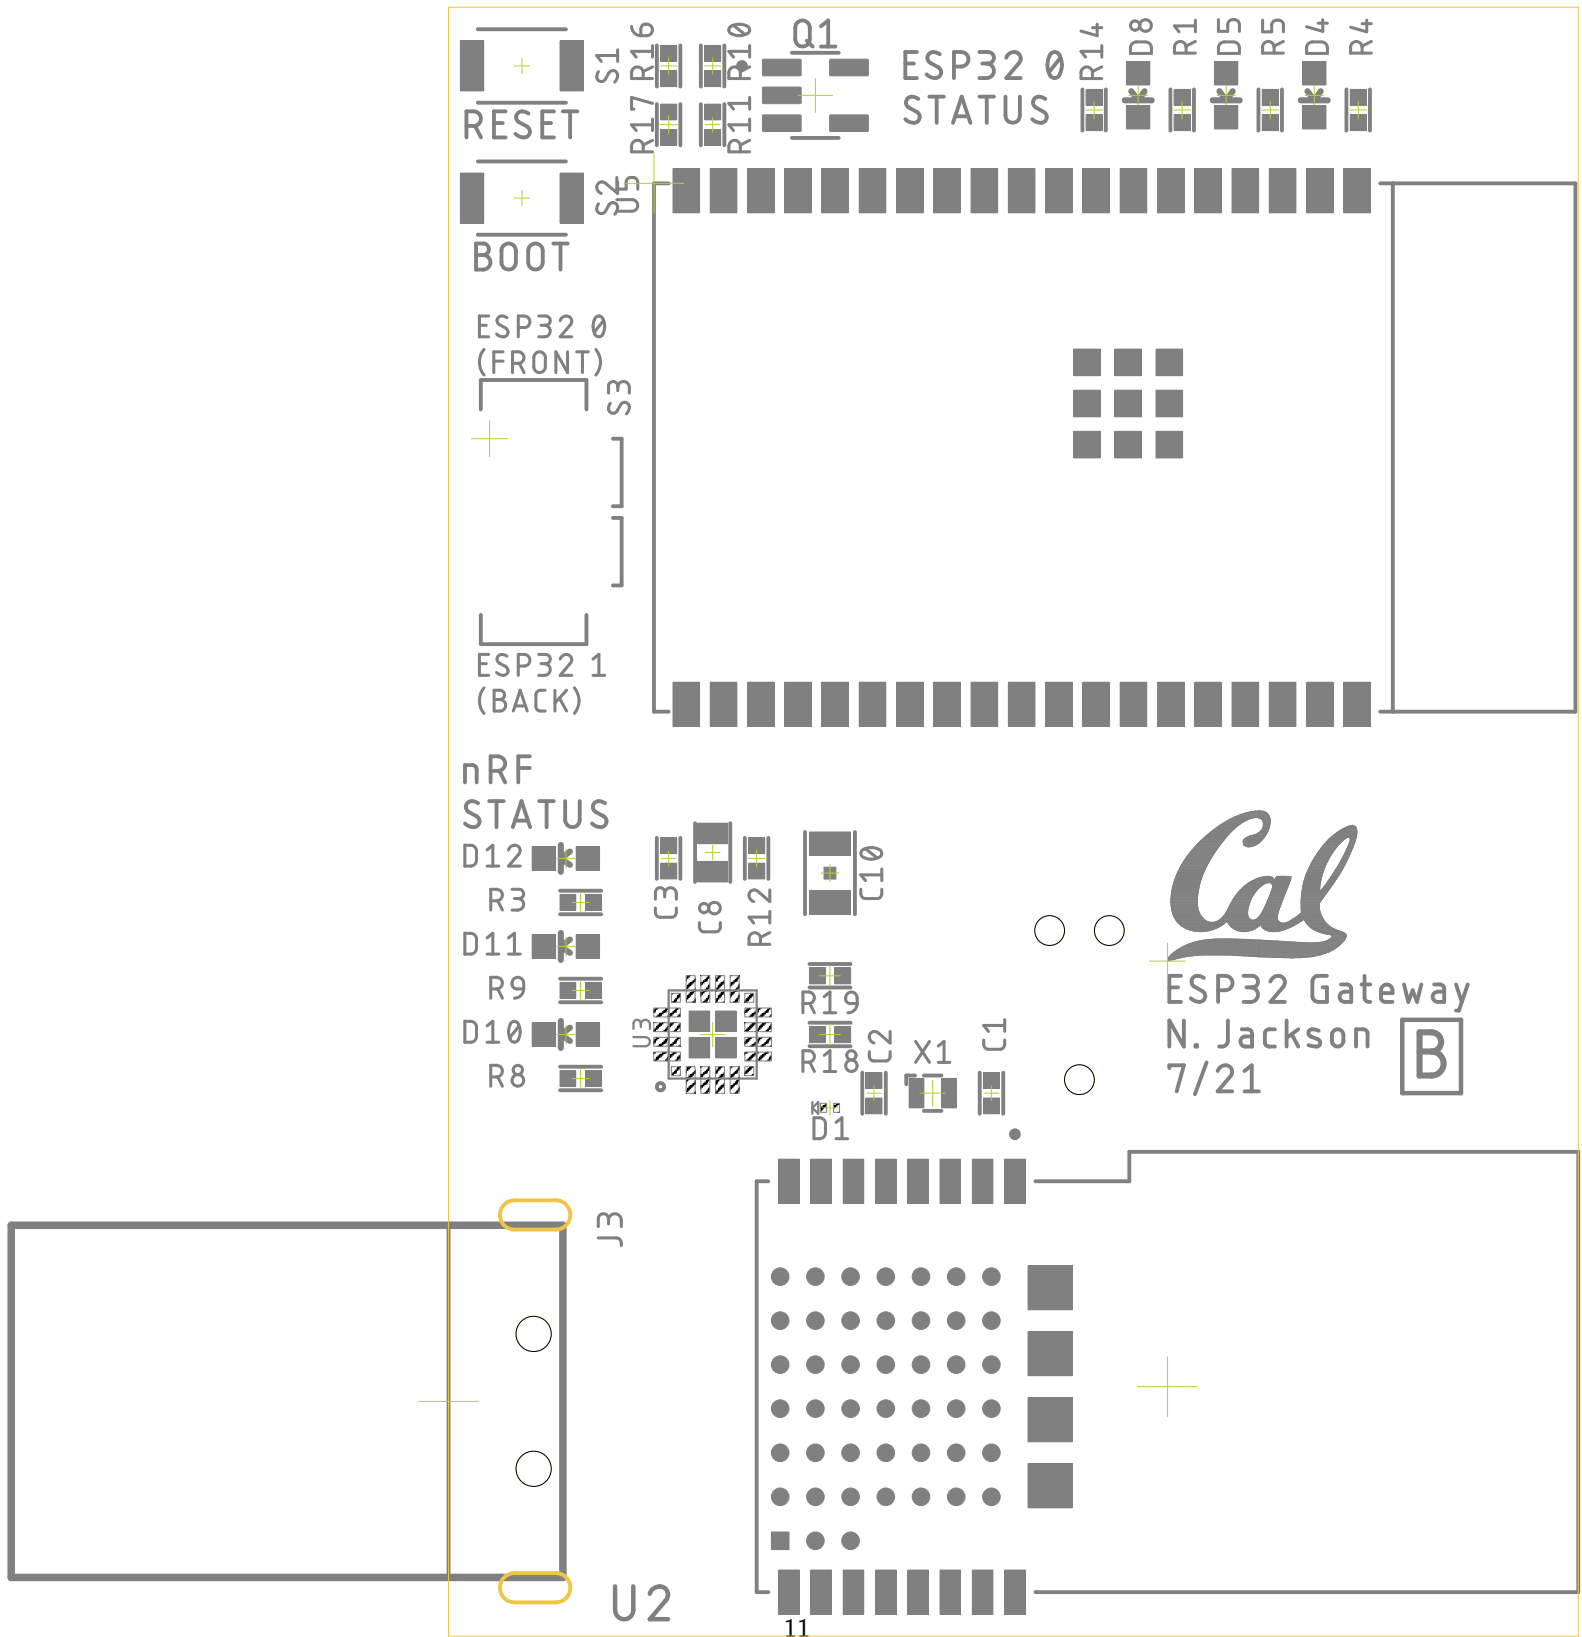 Q1
R16
R10
S1
ESP32 0
STATUS
R14
D8
R1
D5
R5
D4
R4
RESET
R17
R11
S2
U5
BOOT
ESP32 0
(FRONT)
S3
ESP32 1
(BACK)
nRF
STATUS
D12
R3
D11
R9
D10
R8
C3
C8
R12
C10
Cal
U3
R19
R18
C2
X1
C1
D1
ESP32 Gateway
N. Jackson
7/21
B
J3
U2
11